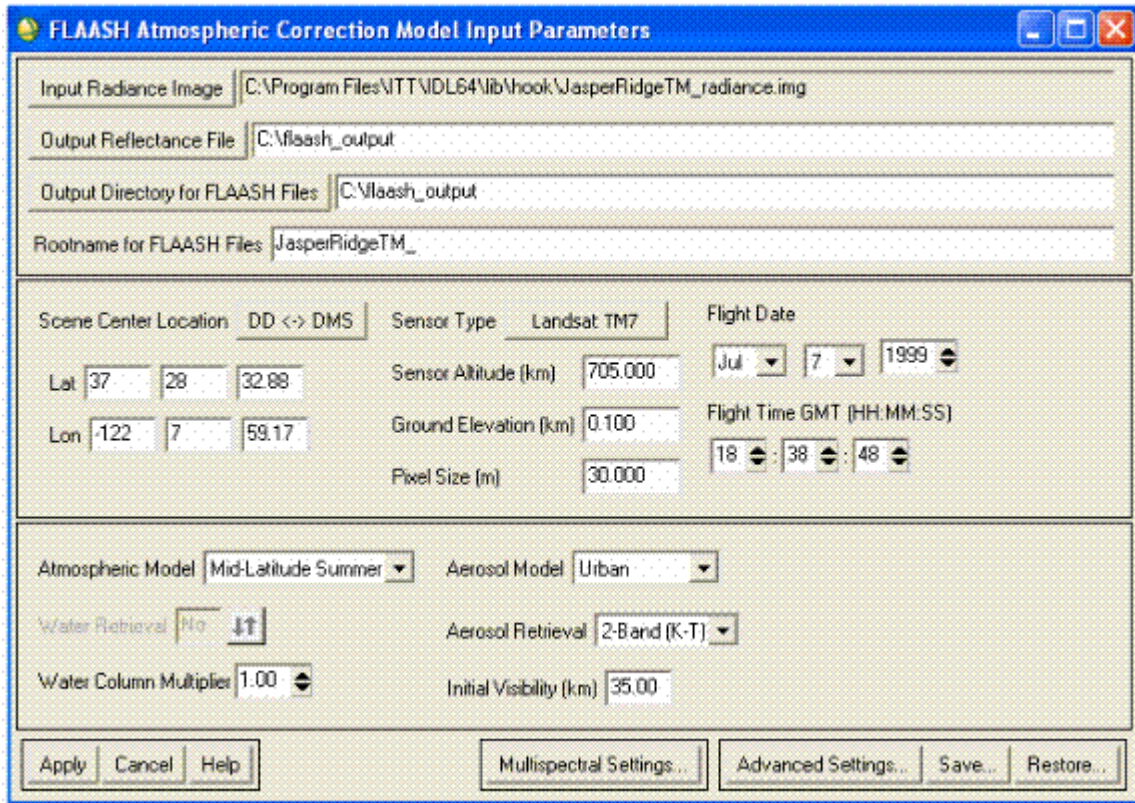 FLAASH Atmospheric Correction Model Input Parameters
Input Radiance Image C:\Program Files\ITT\IDL64\lib\hook\JasperRidgeTM_radiance.img
Output Reflectance File C:\flaash_output
Output Directory for FLAASH Files C:\flaash_output
Rootname for FLAASH Files JasperRidgeTM_
Scene Center Location DD <-> DMS
Lat 37 28 32.88
Lon -122 7 59.17
Sensor Type Landsat TM7
Sensor Altitude (km) 705.000
Ground Elevation (km) 0.100
Pixel Size (m) 30.000
Flight Date
Jul 7 1999
Flight Time GMT (HH:MM:SS)
18 : 38 : 48
Atmospheric Model Mid-Latitude Summer
Water Retrieval No
Water Column Multiplier 1.00
Aerosol Model Urban
Aerosol Retrieval 2-Band (K-T)
Initial Visibility (km) 35.00
Apply Cancel Help Multispectral Settings... Advanced Settings... Save... Restore...